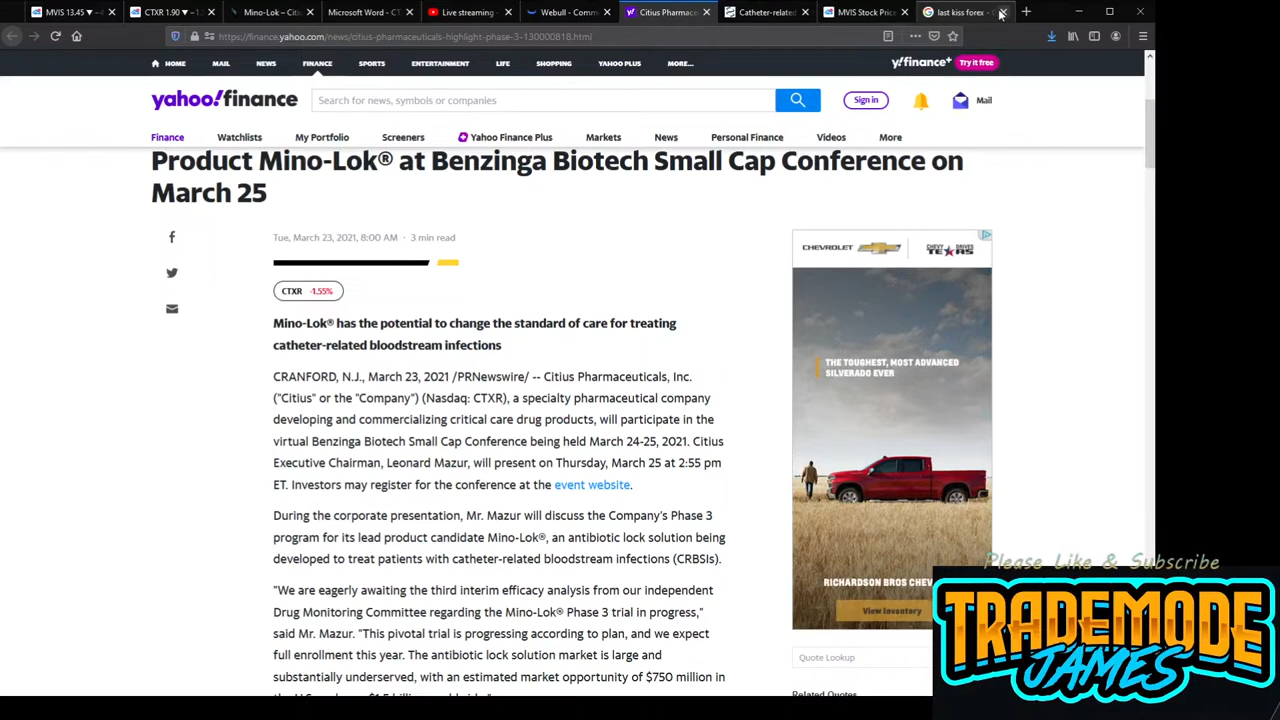 MVIS 13.45 ▼ -4
CTXR 1.90 ▼ -1
Mino-Lok – Citi
Microsoft Word - CT
Live streaming -
Webull - Comm
Citius Pharmace
Catheter-related
MVIS Stock Price
last kiss forex -
https://finance.yahoo.com/news/citius-pharmaceuticals-highlight-phase-3-130000818.html
HOME MAIL NEWS FINANCE SPORTS ENTERTAINMENT LIFE SHOPPING YAHOO PLUS MORE...
y!finance+ Try it free
yahoo!finance
Search for news, symbols or companies
Sign in
Mail
Finance Watchlists My Portfolio Screeners Yahoo Finance Plus Markets News Personal Finance Videos More
Product Mino-Lok® at Benzinga Biotech Small Cap Conference on
March 25
Tue, March 23, 2021, 8:00 AM · 3 min read
CTXR -1.55%
Mino-Lok® has the potential to change the standard of care for treating
catheter-related bloodstream infections
CRANFORD, N.J., March 23, 2021 /PRNewswire/ -- Citius Pharmaceuticals, Inc.
("Citius" or the "Company") (Nasdaq: CTXR), a specialty pharmaceutical company
developing and commercializing critical care drug products, will participate in the
virtual Benzinga Biotech Small Cap Conference being held March 24-25, 2021. Citius
Executive Chairman, Leonard Mazur, will present on Thursday, March 25 at 2:55 pm
ET. Investors may register for the conference at the event website.
During the corporate presentation, Mr. Mazur will discuss the Company's Phase 3
program for its lead product candidate Mino-Lok®, an antibiotic lock solution being
developed to treat patients with catheter-related bloodstream infections (CRBSIs).
"We are eagerly awaiting the third interim efficacy analysis from our independent
Drug Monitoring Committee regarding the Mino-Lok® Phase 3 trial in progress,"
said Mr. Mazur. "This pivotal trial is progressing according to plan, and we expect
full enrollment this year. The antibiotic lock solution market is large and
substantially underserved, with an estimated market opportunity of $750 million in
CHEVROLET
CHEVY DRIVES
TEXAS
THE TOUGHEST, MOST ADVANCED
SILVERADO EVER
RICHARDSON BROS CHEV
View Inventory
Quote Lookup
Related Quotes
Please Like & Subscribe
TRADEMODE
JAMES